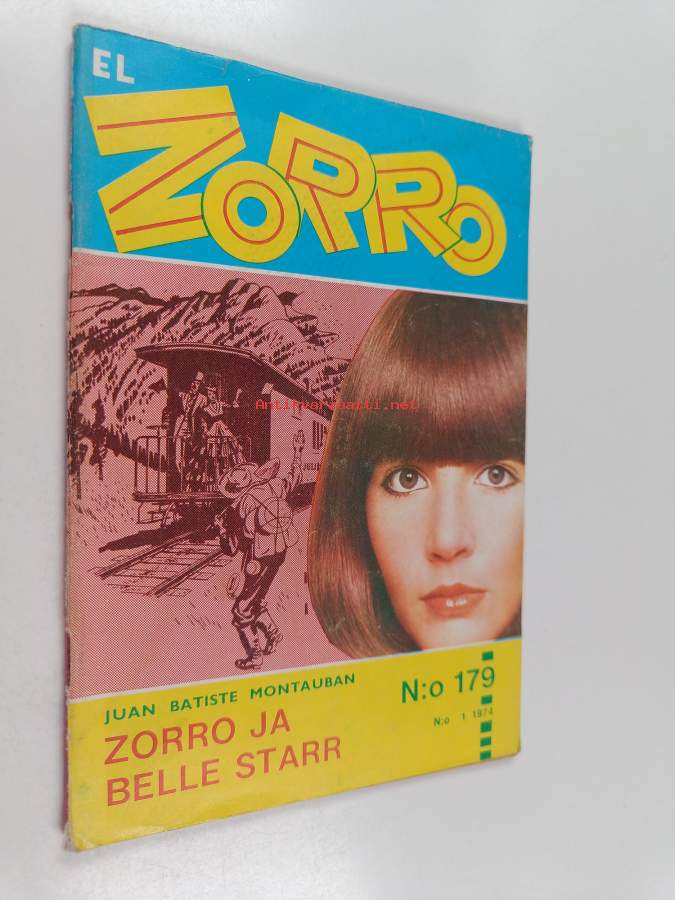 EL
ZORRO
Antikvariaatti.net
JUAN BATISTE MONTAUBAN
ZORRO JA
BELLE STARR
N:o 179
N:o 1 1974